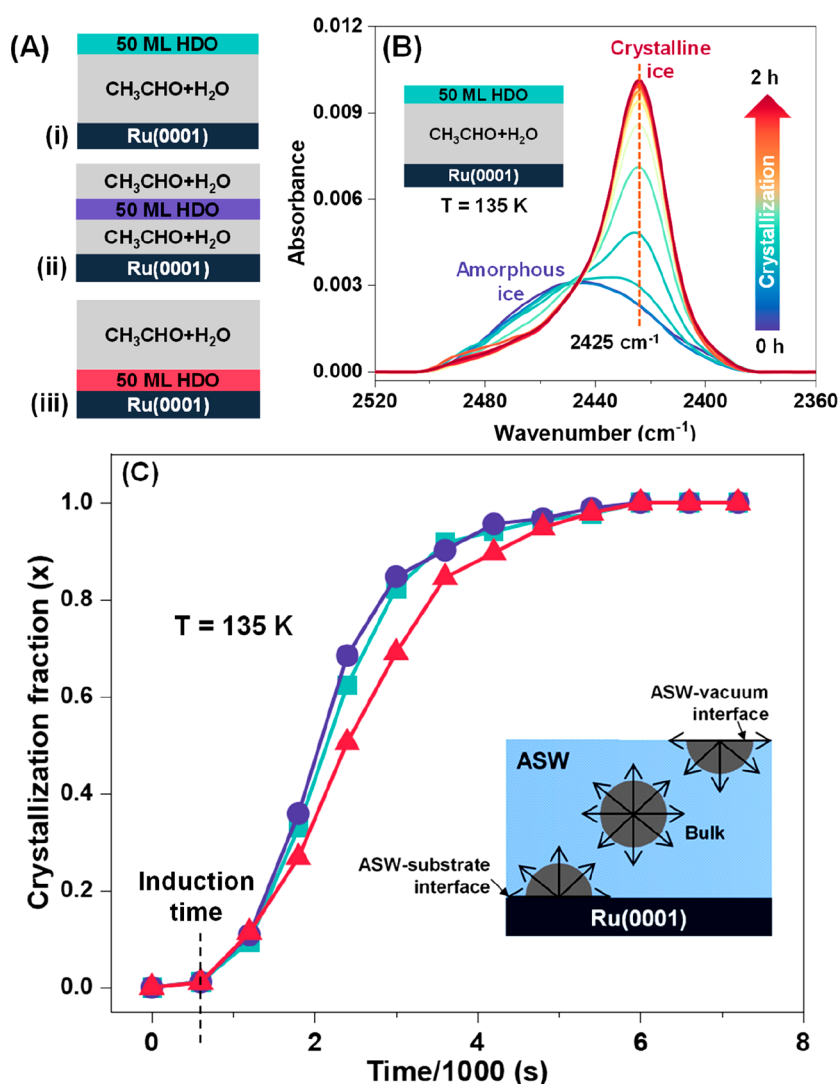 (A)
50 ML HDO
CH₃CHO+H₂O
(i)
Ru(0001)
CH₃CHO+H₂O
50 ML HDO
CH₃CHO+H₂O
(ii)
Ru(0001)
CH₃CHO+H₂O
50 ML HDO
(iii)
Ru(0001)
(B)
0.012
0.009
0.006
0.003
0.000
Absorbance
50 ML HDO
CH₃CHO+H₂O
Ru(0001)
T = 135 K
Crystalline
ice
Amorphous
ice
2425 cm⁻¹
2 h
Crystallization
0 h
2520
2480
2440
2400
2360
Wavenumber (cm⁻¹)
(C)
1.0
0.8
0.6
0.4
0.2
0.0
Crystallization fraction (x)
T = 135 K
Induction
time
ASW-vacuum
interface
ASW
Bulk
ASW-substrate
interface
Ru(0001)
0
2
4
6
8
Time/1000 (s)